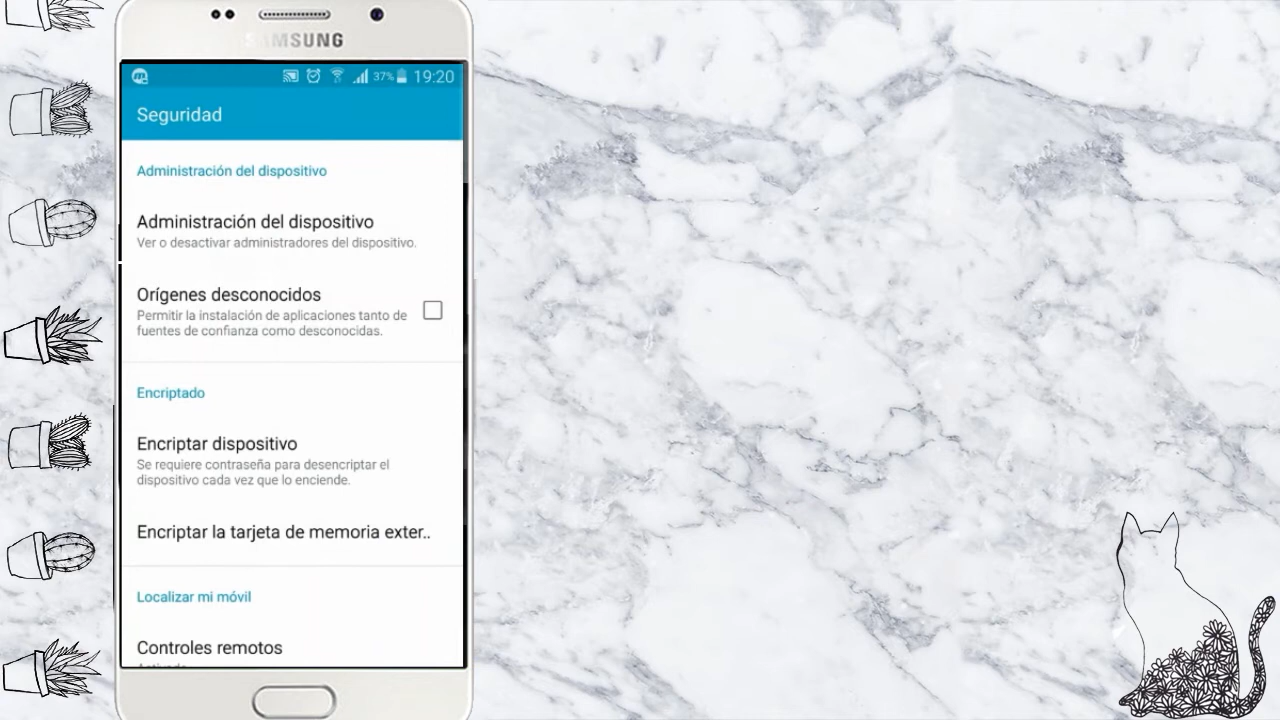 SAMSUNG
37% 19:20
Seguridad
Administración del dispositivo
Administración del dispositivo
Ver o desactivar administradores del dispositivo.
Orígenes desconocidos
Permitir la instalación de aplicaciones tanto de
fuentes de confianza como desconocidas.
Encriptado
Encriptar dispositivo
Se requiere contraseña para desencriptar el
dispositivo cada vez que lo enciende.
Encriptar la tarjeta de memoria exter..
Localizar mi móvil
Controles remotos